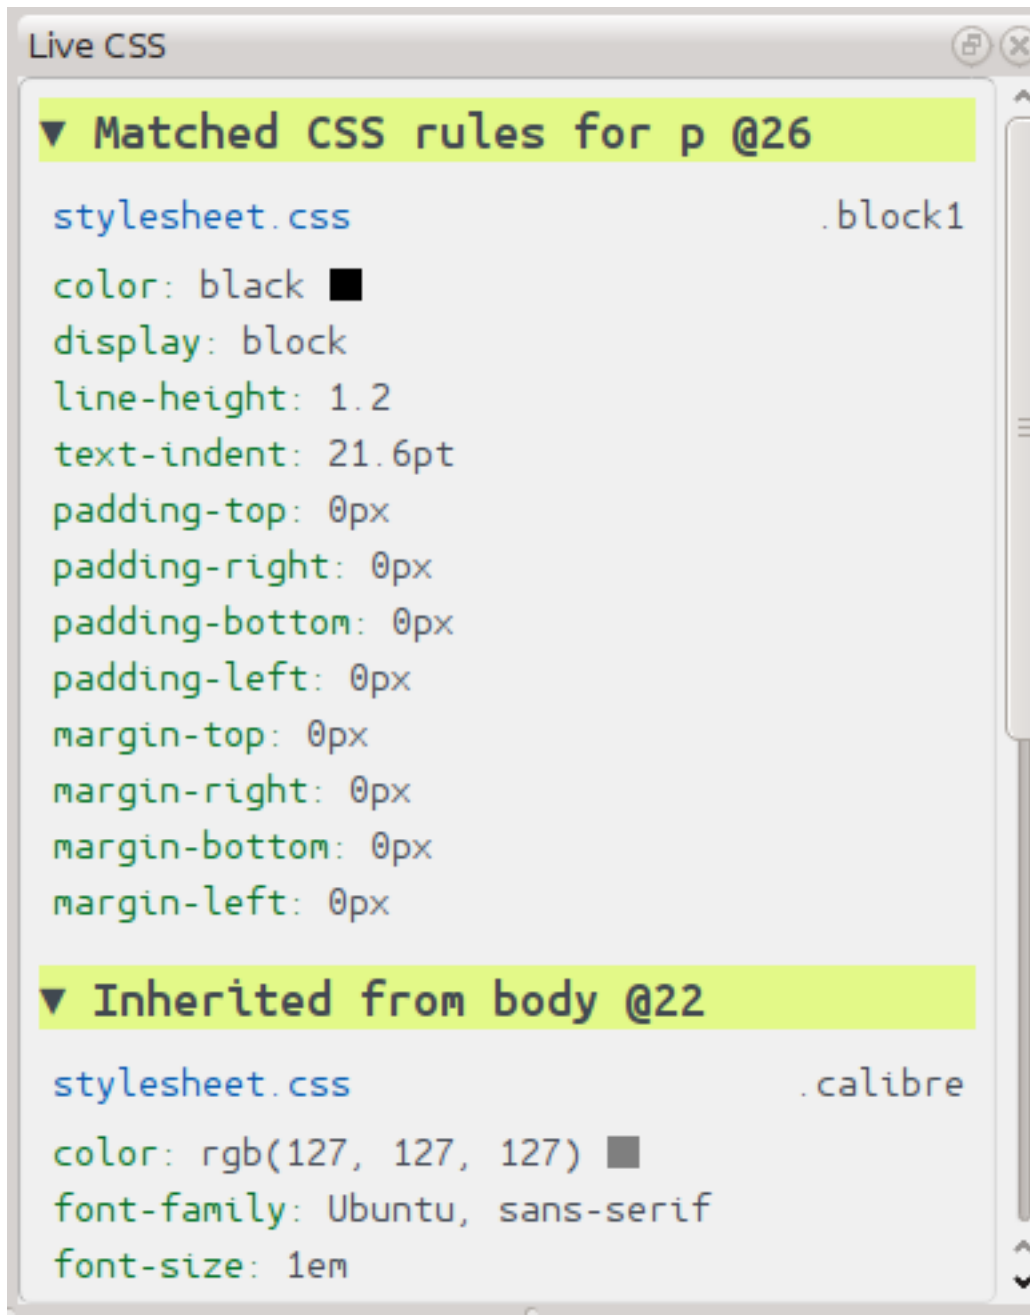 Live CSS
▼ Matched CSS rules for p @26
stylesheet.css .block1
color: black
display: block
line-height: 1.2
text-indent: 21.6pt
padding-top: 0px
padding-right: 0px
padding-bottom: 0px
padding-left: 0px
margin-top: 0px
margin-right: 0px
margin-bottom: 0px
margin-left: 0px
▼ Inherited from body @22
stylesheet.css .calibre
color: rgb(127, 127, 127)
font-family: Ubuntu, sans-serif
font-size: 1em